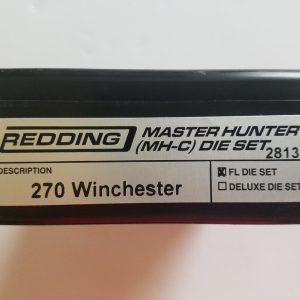 REDDING MASTER HUNTER
(MH-C) DIE SET
2813
DESCRIPTION
270 Winchester
FL DIE SET
DELUXE DIE SET